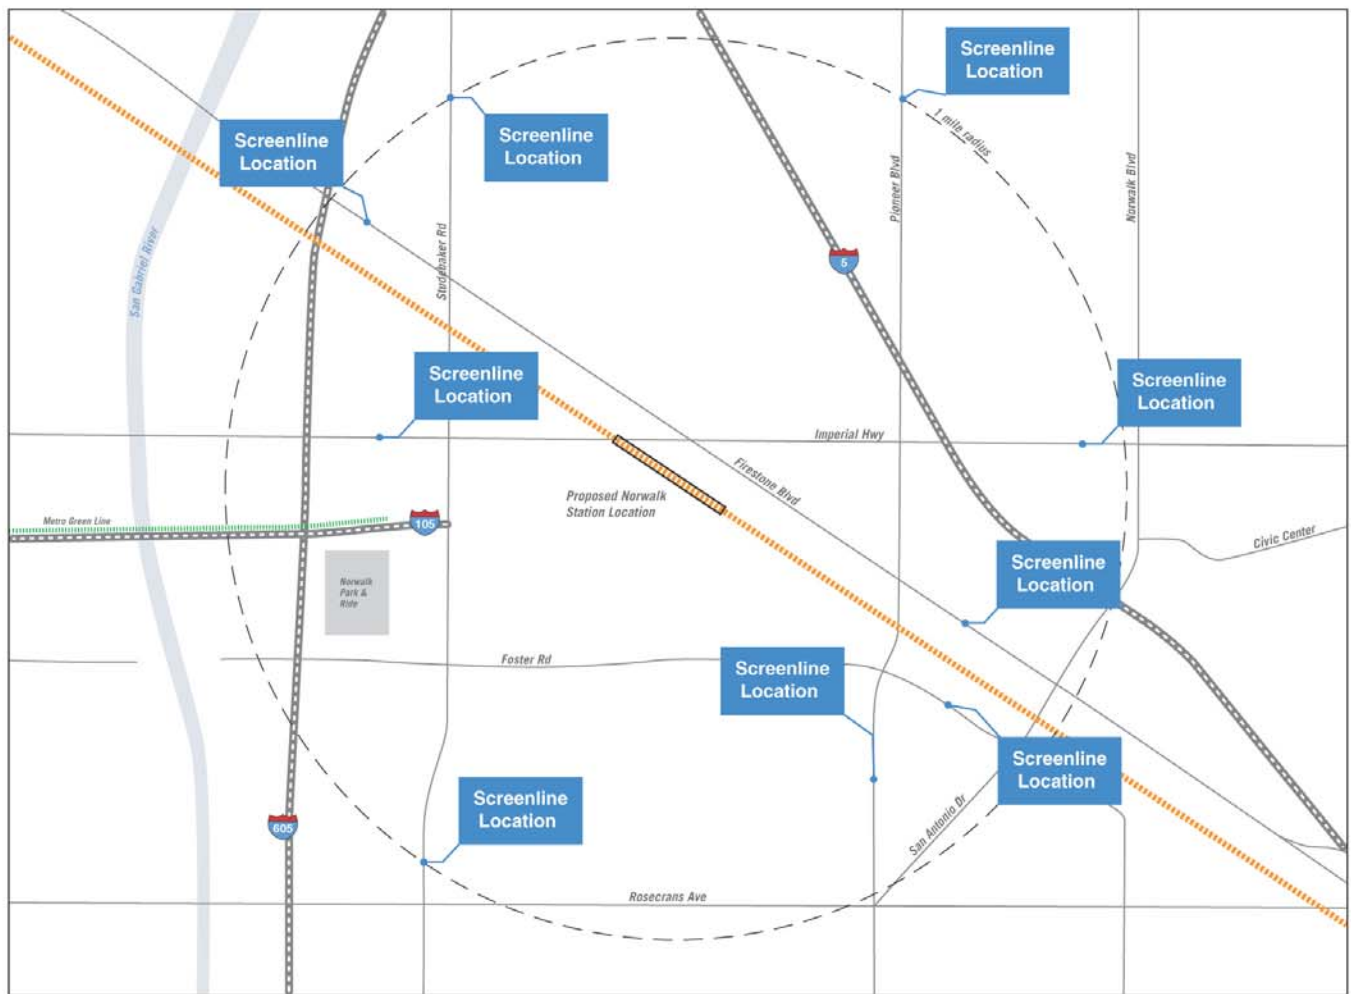 Screenline
Location
Screenline
Location
Screenline
Location
1 mile radius
Pioneer Blvd
Norwalk Blvd
Studebaker Rd
San Gabriel River
5
Screenline
Location
Screenline
Location
Imperial Hwy
Firestone Blvd
Proposed Norwalk
Station Location
Metro Green Line
105
Civic Center
Norwalk
Park &
Ride
Screenline
Location
Foster Rd
Screenline
Location
Screenline
Location
Screenline
Location
San Antonio Dr
605
Rosecrans Ave